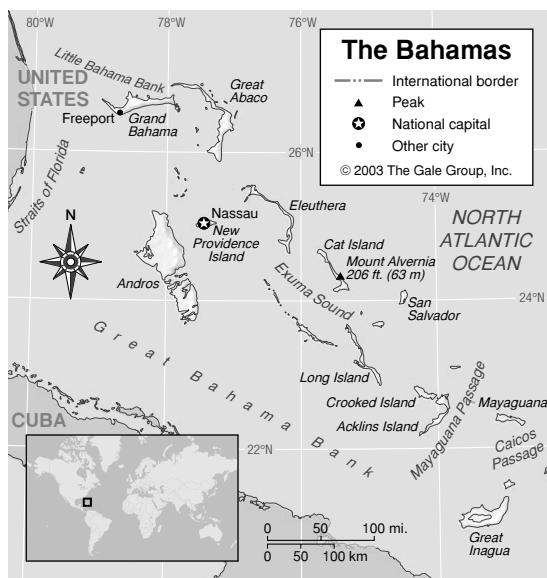 80°W
78°W
76°W
The Bahamas
International border
Peak
National capital
Other city
© 2003 The Gale Group, Inc.
Little Bahama Bank
UNITED
STATES
Great
Abaco
Freeport
Grand
Bahama
Straits of Florida
26°N
74°W
N
Nassau
New
Providence
Island
Eleuthera
NORTH
ATLANTIC
OCEAN
Cat Island
Mount Alvernia
206 ft. (63 m)
Andros
Exuma Sound
San
Salvador
24°N
Great Bahama Bank
Long Island
Crooked Island
Acklins Island
Mayaguana Passage
Mayaguana
Caicos
Passage
CUBA
22°N
Great
Inagua
0 50 100 mi.
0 50 100 km